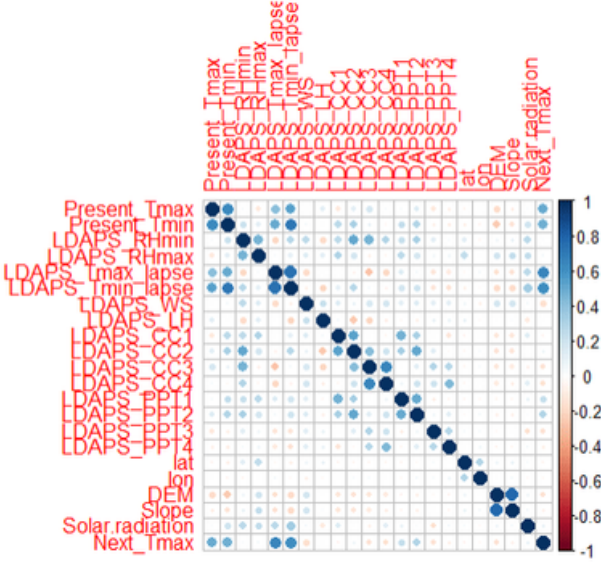 Present_Tmax
Present_Tmin
LDAPS_RHmin
LDAPS_RHmax
LDAPS_Tmax_lapse
LDAPS_Tmin_lapse
LDAPS_WS
LDAPS_LH
LDAPS_CC1
LDAPS_CC2
LDAPS_CC3
LDAPS_CC4
LDAPS_PPT1
LDAPS_PPT2
LDAPS_PPT3
LDAPS_PPT4
lat
lon
DEM
Slope
Solar.radiation
Next_Tmax
Present_Tmax
Present_Tmin
LDAPS_RHmin
LDAPS_RHmax
LDAPS_Tmax_lapse
LDAPS_Tmin_lapse
LDAPS_WS
LDAPS_LH
LDAPS_CC1
LDAPS_CC2
LDAPS_CC3
LDAPS_CC4
LDAPS_PPT1
LDAPS_PPT2
LDAPS_PPT3
LDAPS_PPT4
lat
lon
DEM
Slope
Solar.radiation
Next_Tmax
1
0.8
0.6
0.4
0.2
0
-0.2
-0.4
-0.6
-0.8
-1